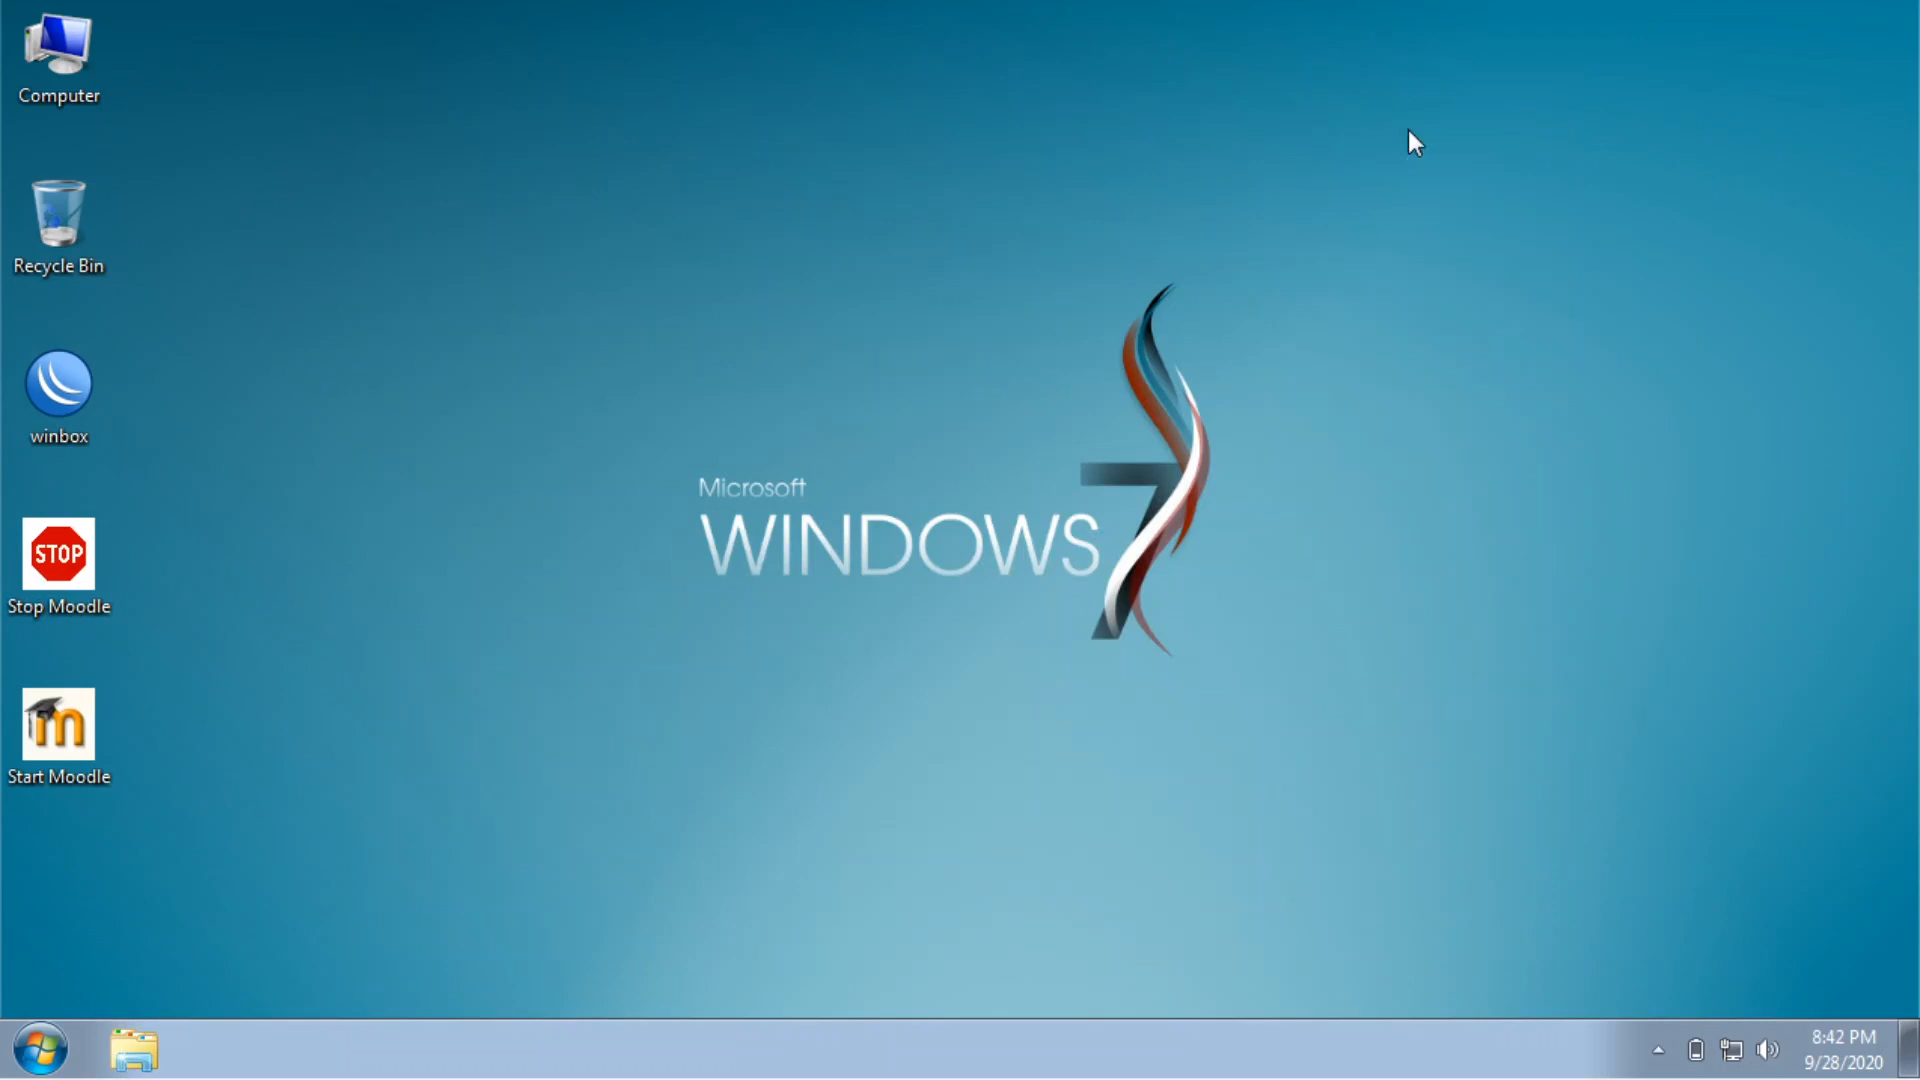 Computer
Recycle Bin
winbox
STOP
Stop Moodle
m
Start Moodle
Microsoft
WINDOWS 7
8:42 PM
9/28/2020